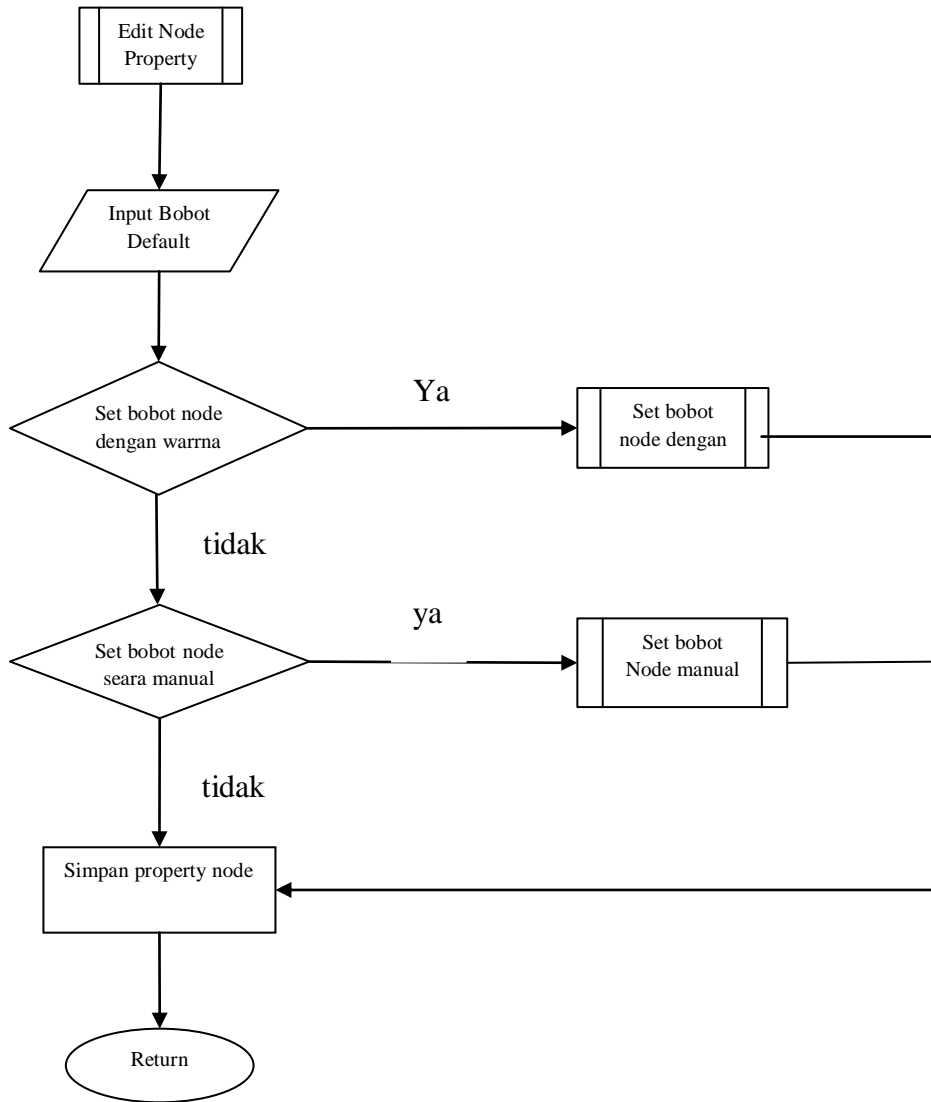 Edit Node
Property
Input Bobot
Default
Set bobot node
dengan warrna
Ya
Set bobot
node dengan
tidak
Set bobot node
seara manual
ya
Set bobot
Node manual
tidak
Simpan property node
Return